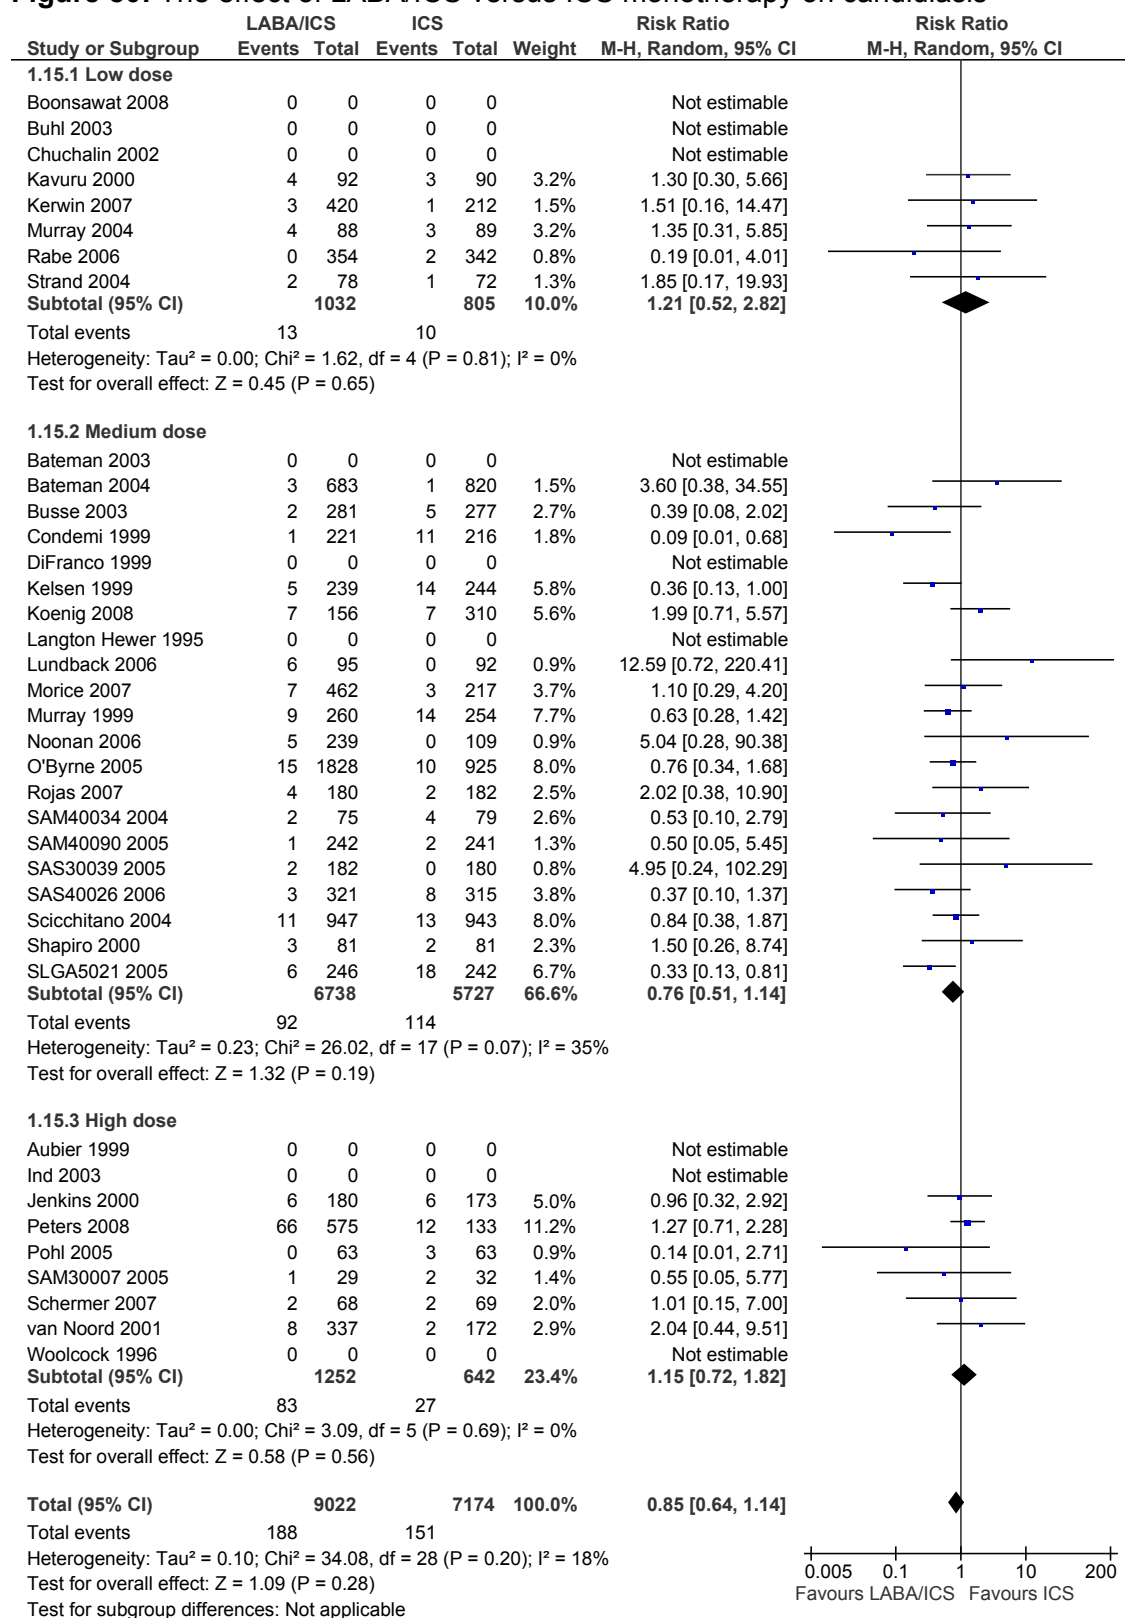 Figure 30: The effect of LABA/ICS versus ICS monotherapy on candidiasis
LABA/ICS ICS Risk Ratio Risk Ratio
Study or Subgroup Events Total Events Total Weight M-H, Random, 95% CI M-H, Random, 95% CI
1.15.1 Low dose
Boonsawat 2008 0 0 0 0 Not estimable
Buhl 2003 0 0 0 0 Not estimable
Chuchalin 2002 0 0 0 0 Not estimable
Kavuru 2000 4 92 3 90 3.2% 1.30 [0.30, 5.66]
Kerwin 2007 3 420 1 212 1.5% 1.51 [0.16, 14.47]
Murray 2004 4 88 3 89 3.2% 1.35 [0.31, 5.85]
Rabe 2006 0 354 2 342 0.8% 0.19 [0.01, 4.01]
Strand 2004 2 78 1 72 1.3% 1.85 [0.17, 19.93]
Subtotal (95% CI) 1032 805 10.0% 1.21 [0.52, 2.82]
Total events 13 10
Heterogeneity: Tau² = 0.00; Chi² = 1.62, df = 4 (P = 0.81); I² = 0%
Test for overall effect: Z = 0.45 (P = 0.65)
1.15.2 Medium dose
Bateman 2003 0 0 0 0 Not estimable
Bateman 2004 3 683 1 820 1.5% 3.60 [0.38, 34.55]
Busse 2003 2 281 5 277 2.7% 0.39 [0.08, 2.02]
Condemi 1999 1 221 11 216 1.8% 0.09 [0.01, 0.68]
DiFranco 1999 0 0 0 0 Not estimable
Kelsen 1999 5 239 14 244 5.8% 0.36 [0.13, 1.00]
Koenig 2008 7 156 7 310 5.6% 1.99 [0.71, 5.57]
Langton Hewer 1995 0 0 0 0 Not estimable
Lundback 2006 6 95 0 92 0.9% 12.59 [0.72, 220.41]
Morice 2007 7 462 3 217 3.7% 1.10 [0.29, 4.20]
Murray 1999 9 260 14 254 7.7% 0.63 [0.28, 1.42]
Noonan 2006 5 239 0 109 0.9% 5.04 [0.28, 90.38]
O'Byrne 2005 15 1828 10 925 8.0% 0.76 [0.34, 1.68]
Rojas 2007 4 180 2 182 2.5% 2.02 [0.38, 10.90]
SAM40034 2004 2 75 4 79 2.6% 0.53 [0.10, 2.79]
SAM40090 2005 1 242 2 241 1.3% 0.50 [0.05, 5.45]
SAS30039 2005 2 182 0 180 0.8% 4.95 [0.24, 102.29]
SAS40026 2006 3 321 8 315 3.8% 0.37 [0.10, 1.37]
Scicchitano 2004 11 947 13 943 8.0% 0.84 [0.38, 1.87]
Shapiro 2000 3 81 2 81 2.3% 1.50 [0.26, 8.74]
SLGA5021 2005 6 246 18 242 6.7% 0.33 [0.13, 0.81]
Subtotal (95% CI) 6738 5727 66.6% 0.76 [0.51, 1.14]
Total events 92 114
Heterogeneity: Tau² = 0.23; Chi² = 26.02, df = 17 (P = 0.07); I² = 35%
Test for overall effect: Z = 1.32 (P = 0.19)
1.15.3 High dose
Aubier 1999 0 0 0 0 Not estimable
Ind 2003 0 0 0 0 Not estimable
Jenkins 2000 6 180 6 173 5.0% 0.96 [0.32, 2.92]
Peters 2008 66 575 12 133 11.2% 1.27 [0.71, 2.28]
Pohl 2005 0 63 3 63 0.9% 0.14 [0.01, 2.71]
SAM30007 2005 1 29 2 32 1.4% 0.55 [0.05, 5.77]
Schermer 2007 2 68 2 69 2.0% 1.01 [0.15, 7.00]
van Noord 2001 8 337 2 172 2.9% 2.04 [0.44, 9.51]
Woolcock 1996 0 0 0 0 Not estimable
Subtotal (95% CI) 1252 642 23.4% 1.15 [0.72, 1.82]
Total events 83 27
Heterogeneity: Tau² = 0.00; Chi² = 3.09, df = 5 (P = 0.69); I² = 0%
Test for overall effect: Z = 0.58 (P = 0.56)
Total (95% CI) 9022 7174 100.0% 0.85 [0.64, 1.14]
Total events 188 151
Heterogeneity: Tau² = 0.10; Chi² = 34.08, df = 28 (P = 0.20); I² = 18%
Test for overall effect: Z = 1.09 (P = 0.28)
Test for subgroup differences: Not applicable
0.005 0.1 1 10 200
Favours LABA/ICS Favours ICS